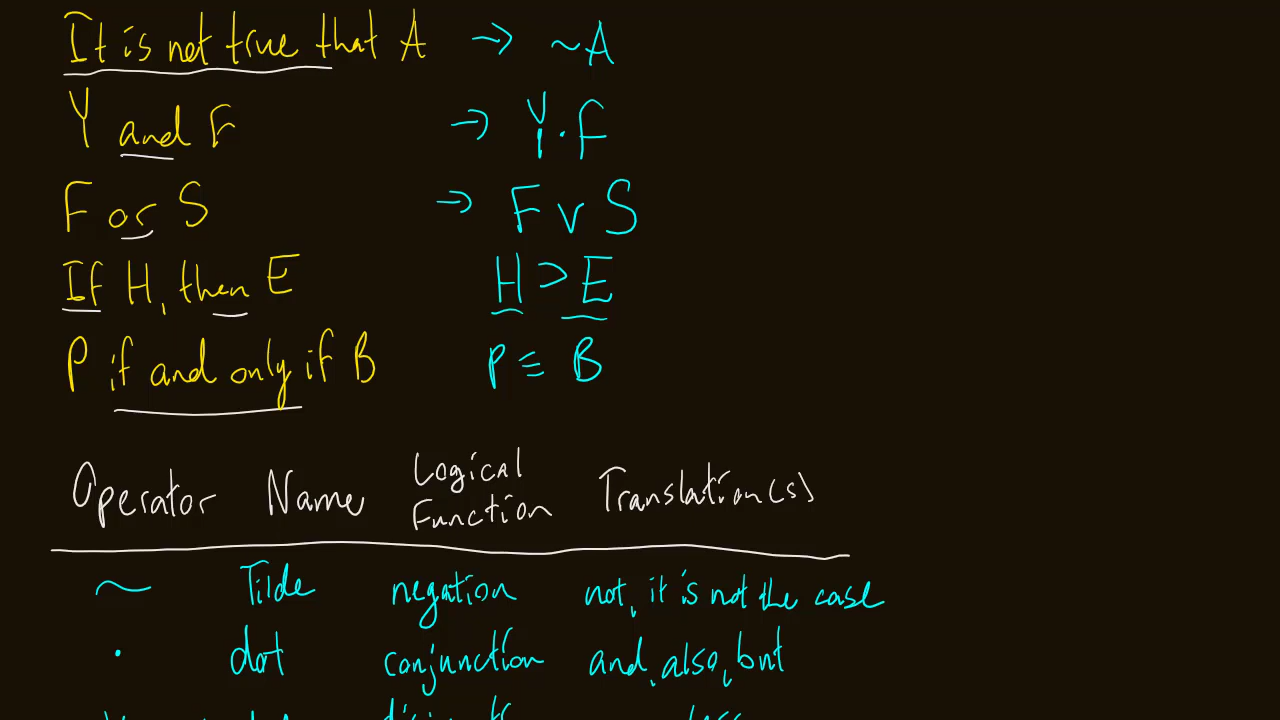 It is not true that A → ~A
Y and F → Y · F
F or S → F v S
If H, then E H ⊃ E
P if and only if B P ≡ B
Operator Name Logical Function Translation(s)
~ Tilde negation not, it is not the case
· dot conjunction and, also, but